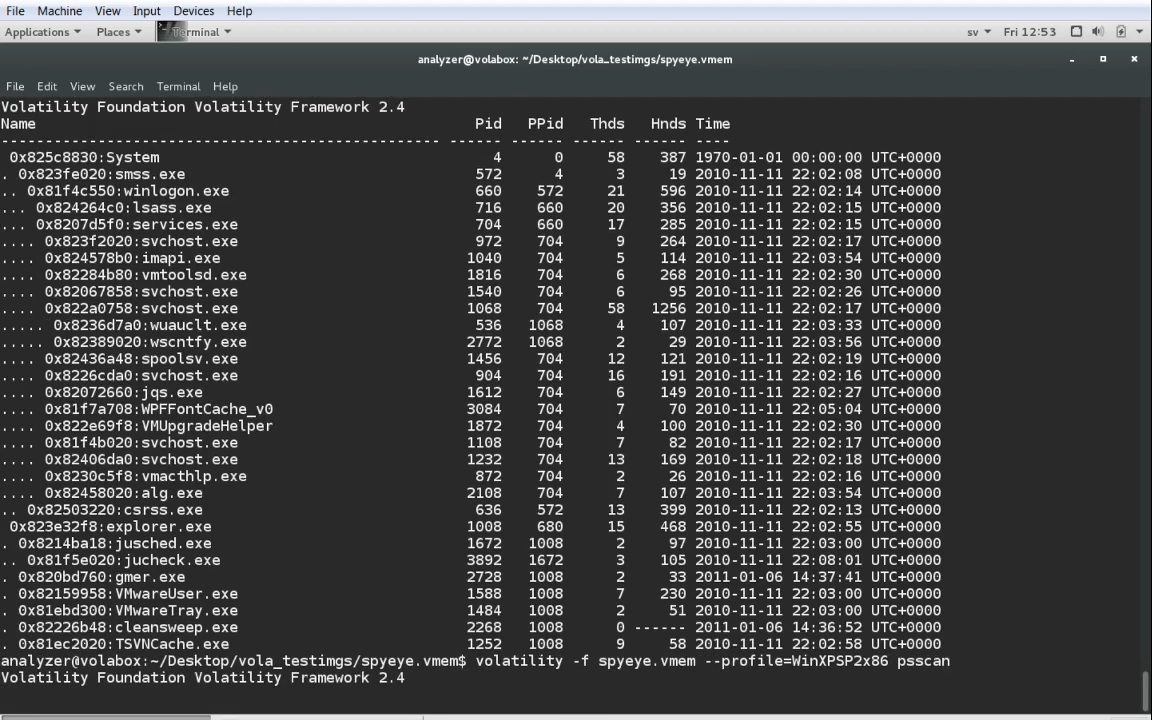 File Machine View Input Devices Help
Applications Places Terminal sv Fri 12:53
analyzer@volabox: ~/Desktop/vola_testimgs/spyeye.vmem
File Edit View Search Terminal Help
Volatility Foundation Volatility Framework 2.4
Name Pid PPid Thds Hnds Time
-------------------------------------------------- ------ ------ ------ ------ ----
0x825c8830:System 4 0 58 387 1970-01-01 00:00:00 UTC+0000
. 0x823fe020:smss.exe 572 4 3 19 2010-11-11 22:02:08 UTC+0000
.. 0x81f4c550:winlogon.exe 660 572 21 596 2010-11-11 22:02:14 UTC+0000
... 0x824264c0:lsass.exe 716 660 20 356 2010-11-11 22:02:15 UTC+0000
... 0x8207d5f0:services.exe 704 660 17 285 2010-11-11 22:02:15 UTC+0000
.... 0x823f2020:svchost.exe 972 704 9 264 2010-11-11 22:02:17 UTC+0000
.... 0x824578b0:imapi.exe 1040 704 5 114 2010-11-11 22:03:54 UTC+0000
.... 0x82284b80:vmtoolsd.exe 1816 704 6 268 2010-11-11 22:02:30 UTC+0000
.... 0x82067858:svchost.exe 1540 704 6 95 2010-11-11 22:02:26 UTC+0000
.... 0x822a0758:svchost.exe 1068 704 58 1256 2010-11-11 22:02:17 UTC+0000
..... 0x8236d7a0:wuauclt.exe 536 1068 4 107 2010-11-11 22:03:33 UTC+0000
..... 0x82389020:wscntfy.exe 2772 1068 2 29 2010-11-11 22:03:56 UTC+0000
.... 0x82436a48:spoolsv.exe 1456 704 12 121 2010-11-11 22:02:19 UTC+0000
.... 0x8226cda0:svchost.exe 904 704 16 191 2010-11-11 22:02:16 UTC+0000
.... 0x82072660:jqs.exe 1612 704 6 149 2010-11-11 22:02:27 UTC+0000
.... 0x81f7a708:WPFFontCache_v0 3084 704 7 70 2010-11-11 22:05:04 UTC+0000
.... 0x822e69f8:VMUpgradeHelper 1872 704 4 100 2010-11-11 22:02:30 UTC+0000
.... 0x81f4b020:svchost.exe 1108 704 7 82 2010-11-11 22:02:17 UTC+0000
.... 0x82406da0:svchost.exe 1232 704 13 169 2010-11-11 22:02:18 UTC+0000
.... 0x8230c5f8:vmacthlp.exe 872 704 2 26 2010-11-11 22:02:16 UTC+0000
.... 0x82458020:alg.exe 2108 704 7 107 2010-11-11 22:03:54 UTC+0000
.. 0x82503220:csrss.exe 636 572 13 399 2010-11-11 22:02:13 UTC+0000
0x823e32f8:explorer.exe 1008 680 15 468 2010-11-11 22:02:55 UTC+0000
. 0x8214ba18:jusched.exe 1672 1008 2 97 2010-11-11 22:03:00 UTC+0000
.. 0x81f5e020:jucheck.exe 3892 1672 3 105 2010-11-11 22:08:01 UTC+0000
. 0x820bd760:gmer.exe 2728 1008 2 33 2011-01-06 14:37:41 UTC+0000
. 0x82159958:VMwareUser.exe 1588 1008 7 230 2010-11-11 22:03:00 UTC+0000
. 0x81ebd300:VMwareTray.exe 1484 1008 2 51 2010-11-11 22:03:00 UTC+0000
. 0x82226b48:cleansweep.exe 2268 1008 0 ------ 2011-01-06 14:36:52 UTC+0000
. 0x81ec2020:TSVNCache.exe 1252 1008 9 58 2010-11-11 22:02:58 UTC+0000
analyzer@volabox:~/Desktop/vola_testimgs/spyeye.vmem$ volatility -f spyeye.vmem --profile=WinXPSP2x86 psscan
Volatility Foundation Volatility Framework 2.4